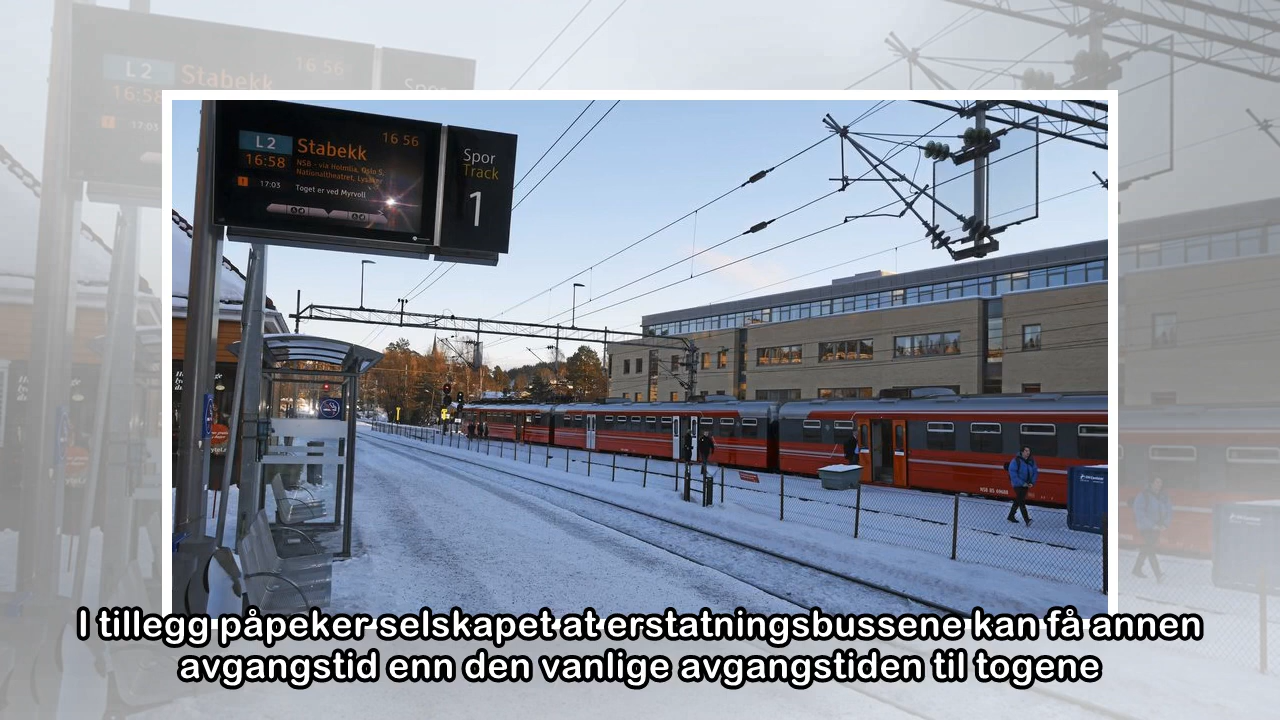 L2
Stabekk
16 56
16:58
NSB - via Holmlia, Oslo S,
Nationaltheatret, Lysaker
17:03
Toget er ved Myrvoll
Spor
Track
1
I tillegg påpeker selskapet at erstatningsbussene kan få annen
avgangstid enn den vanlige avgangstiden til togene